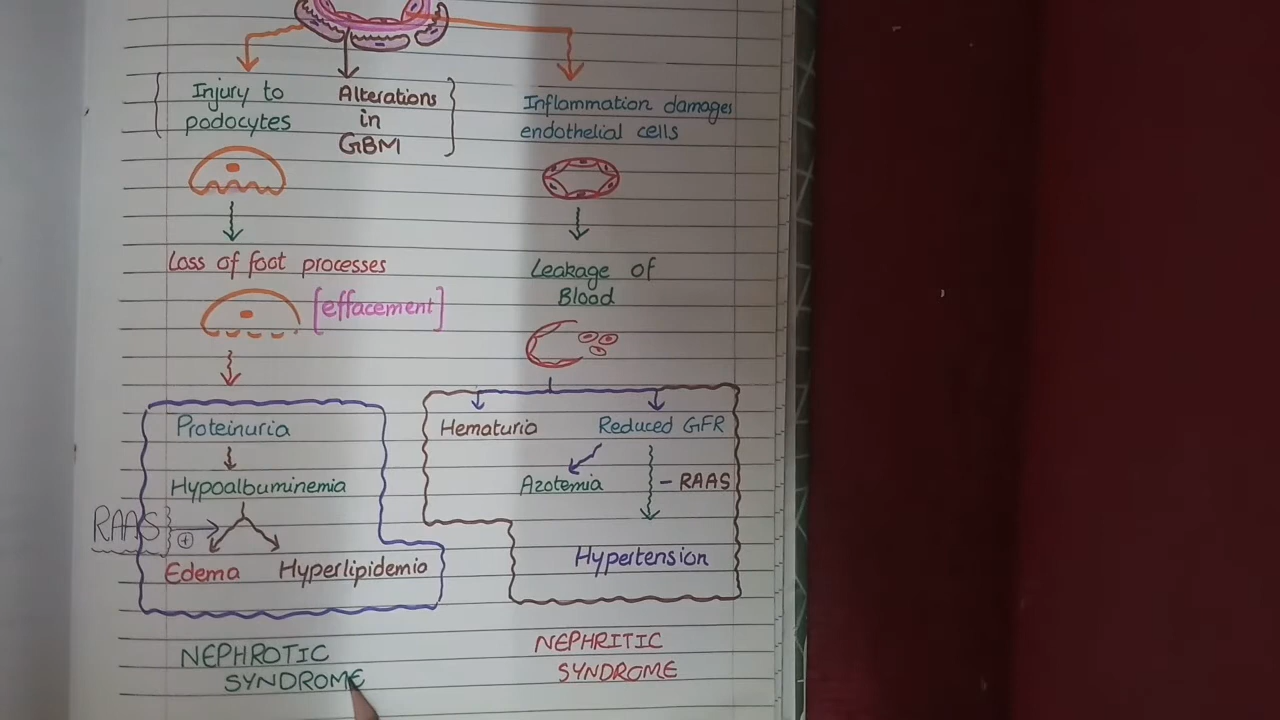 Injury to
podocytes
Alterations
in
GBM
Inflammation damages
endothelial cells
Loss of foot processes
[effacement]
Leakage of
Blood
Proteinuria
Hypoalbuminemia
RAAS
+
Edema
Hyperlipidemia
Hematuria
Reduced GFR
Azotemia
- RAAS
Hypertension
NEPHROTIC
SYNDROME
NEPHRITIC
SYNDROME